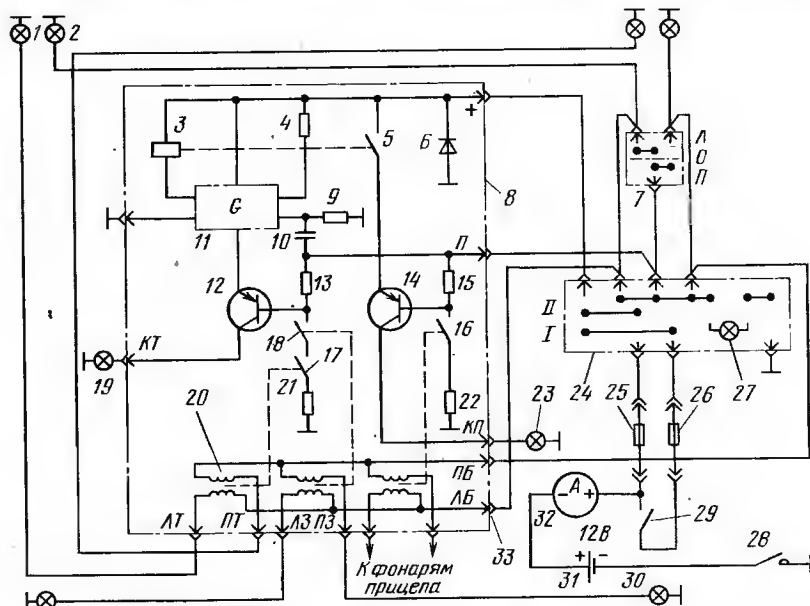 1 2
3 4 5 Б 8
+
Л
О
П
7
G 9
11 10
П
12 13 14 15
18 17 16
КТ
19
20 21 22
КП 23
ПБ
ЛБ
ЛТ ПТ ЛЗ ПЗ
33
К фонарям
прицепа
II
I
24 27
25 26
- А +
32 29
12В
+ -
31 30 28